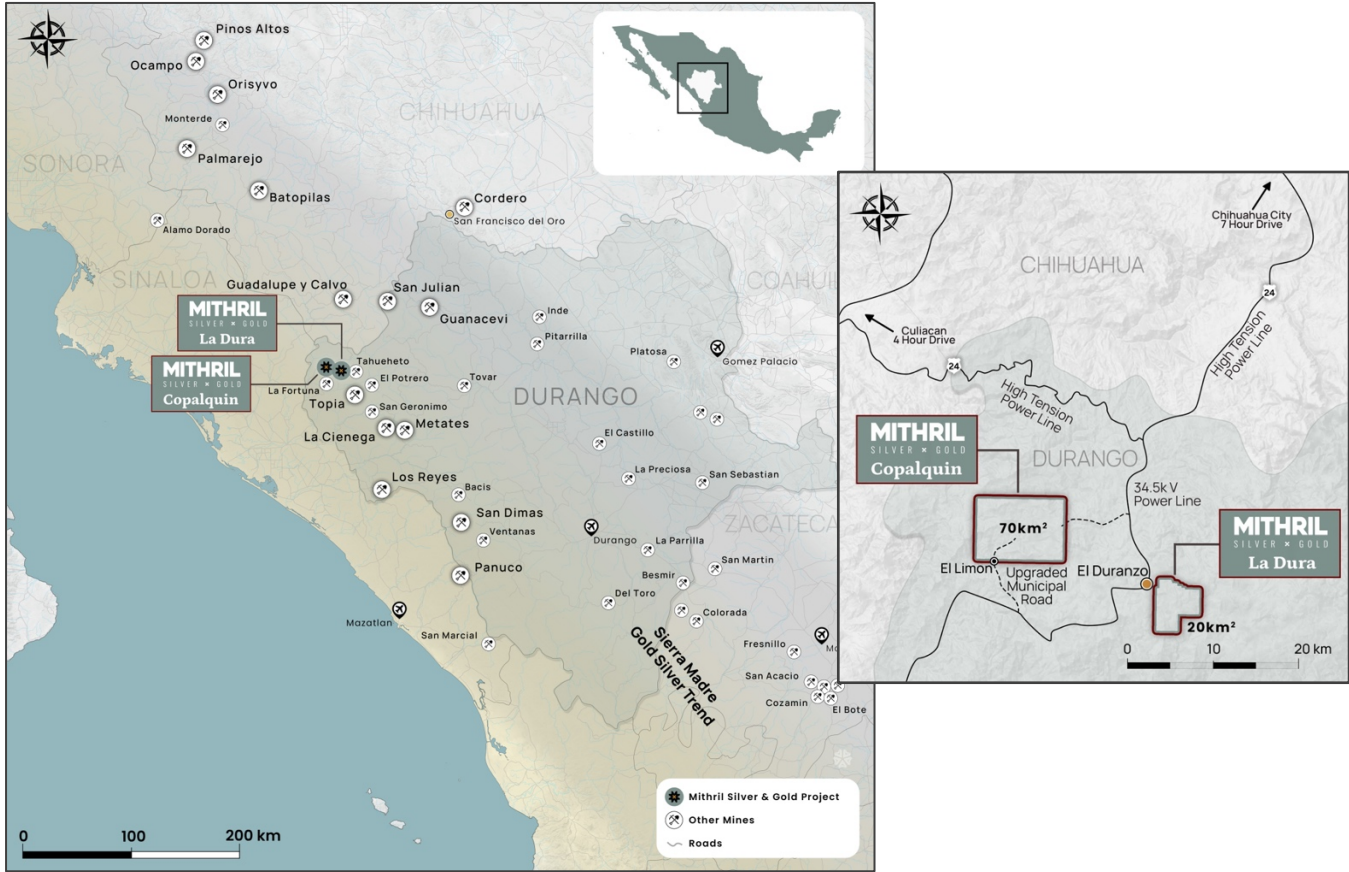 Pinos Altos
Ocampo
Orisyvo
Monterde
CHIHUAHUA
SONORA
Palmarejo
Batopilas
Cordero
San Francisco del Oro
Alamo Dorado
SINALOA
COAHUIL
Guadalupe y Calvo
San Julian
Guanacevi
MITHRIL
SILVER × GOLD
La Dura
Inde
Pitarrilla
Platosa
Gomez Palacio
MITHRIL
SILVER × GOLD
Copalquin
Tahueheto
La Fortuna
El Potrero
Tovar
Topia
DURANGO
San Geronimo
La Cienega
Metates
El Castillo
Los Reyes
La Preciosa
San Sebastian
Bacis
San Dimas
ZACATECA
Ventanas
Durango
La Parrilla
San Martin
Panuco
Besmir
Del Toro
Colorada
Mazatlan
San Marcial
Sierra Madre
Gold Silver Trend
Fresnillo
San Acacio
Cozamin
El Bote
0 100 200 km
Mithril Silver & Gold Project
Other Mines
Roads
Chihuahua City
7 Hour Drive
CHIHUAHUA
24
Culiacan
4 Hour Drive
24
High Tension
Power Line
High Tension
Power Line
MITHRIL
SILVER × GOLD
Copalquin
DURANGO
34.5k V
Power Line
70km²
MITHRIL
SILVER × GOLD
La Dura
El Limon
Upgraded
Municipal
Road
El Duranzo
20km²
0 10 20 km